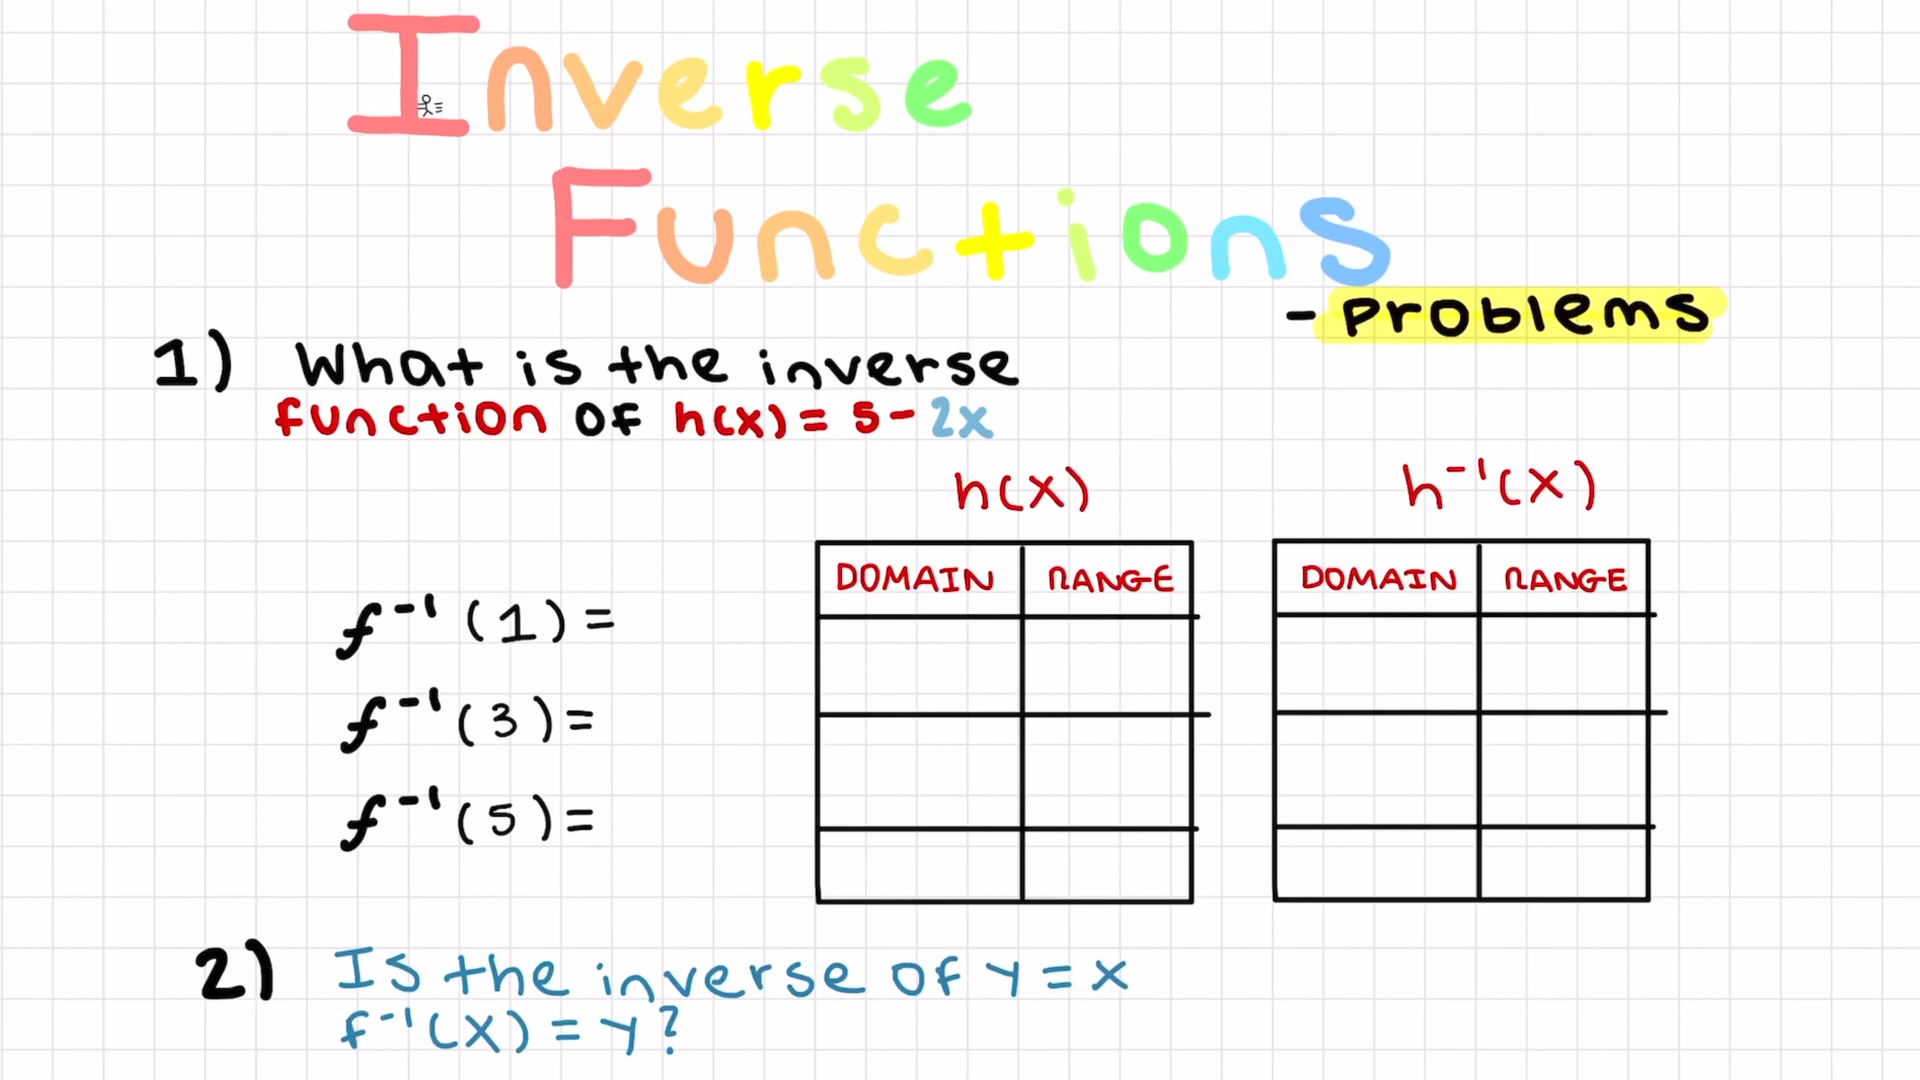 Inverse
Functions
- Problems
1) What is the inverse
function of h(x) = 5 - 2x
h(x)
h⁻¹(x)
DOMAIN RANGE
DOMAIN RANGE
f⁻¹(1) =
f⁻¹(3) =
f⁻¹(5) =
2) Is the inverse of y = x
f⁻¹(x) = y?